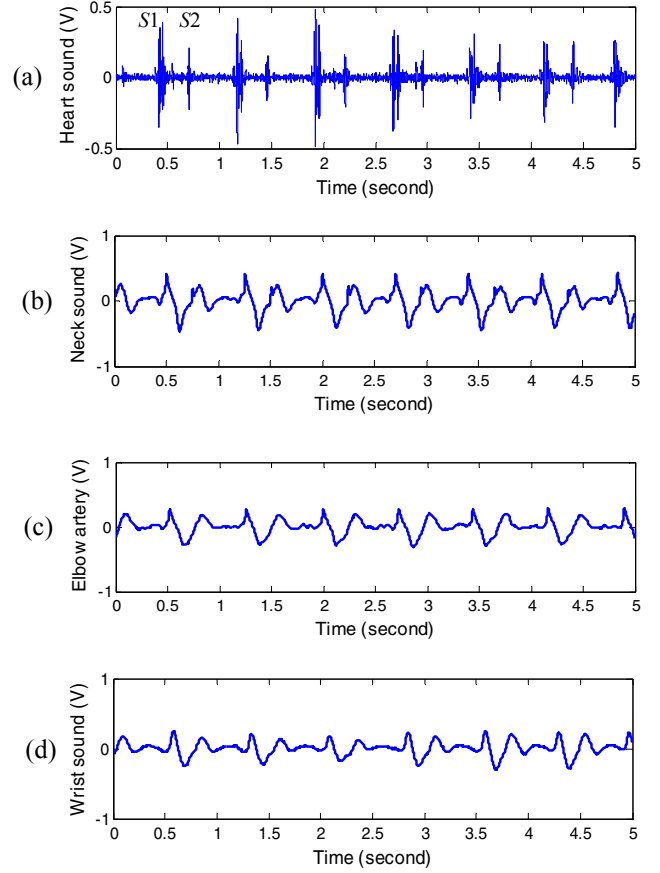 (a)
Heart sound (V)
S1 S2
0.5
0
-0.5
0 0.5 1 1.5 2 2.5 3 3.5 4 4.5 5
Time (second)
(b)
Neck sound (V)
1
0
-1
0 0.5 1 1.5 2 2.5 3 3.5 4 4.5 5
Time (second)
(c)
Elbow artery (V)
1
0
-1
0 0.5 1 1.5 2 2.5 3 3.5 4 4.5 5
Time (second)
(d)
Wrist sound (V)
1
0
-1
0 0.5 1 1.5 2 2.5 3 3.5 4 4.5 5
Time (second)